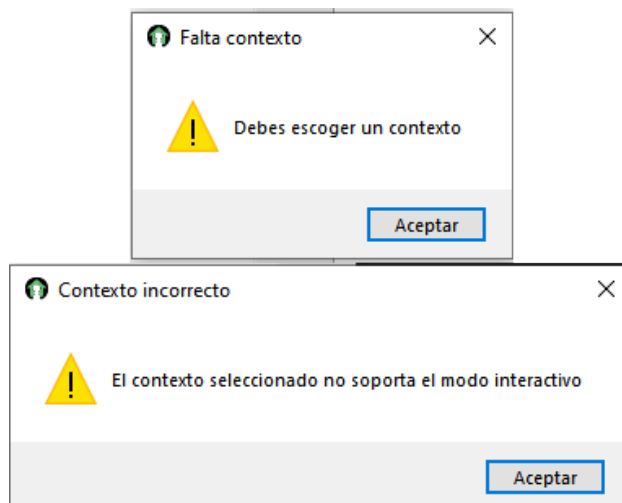 Falta contexto
Debes escoger un contexto
Aceptar
Contexto incorrecto
El contexto seleccionado no soporta el modo interactivo
Aceptar